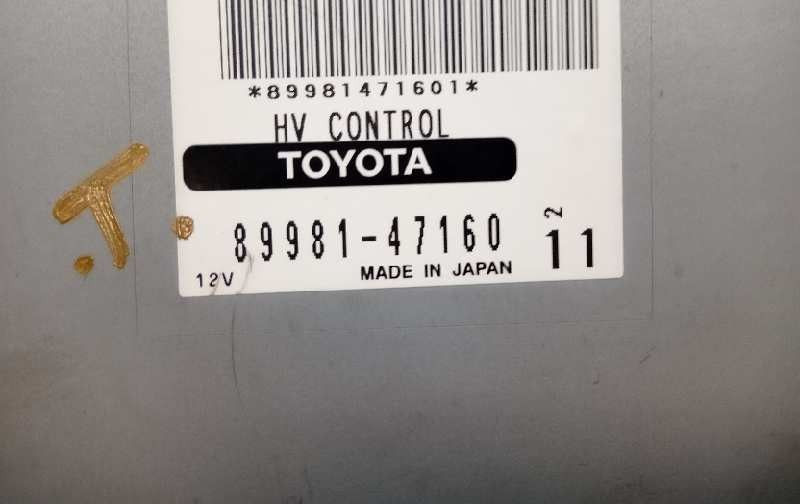 *89981471601*
HV CONTROL
TOYOTA
89981-47160
2
11
12V
MADE IN JAPAN
.T.